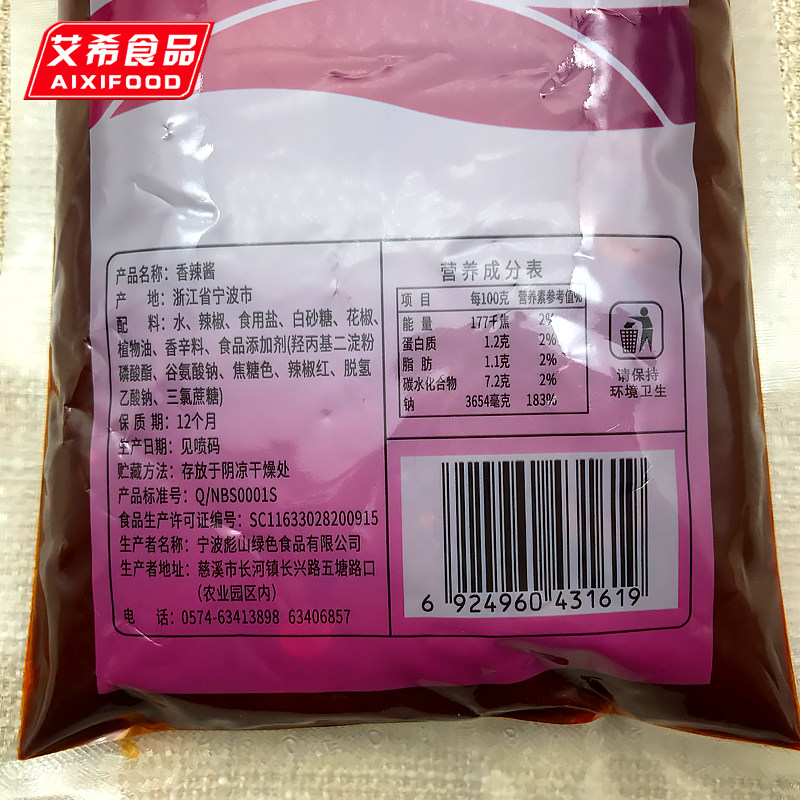 艾希食品
AIXIFOOD
产品名称：香辣酱
产　　地：浙江省宁波市
配　　料：水、辣椒、食用盐、白砂糖、花椒、
植物油、香辛料、食品添加剂(羟丙基二淀粉
磷酸酯、谷氨酸钠、焦糖色、辣椒红、脱氢
乙酸钠、三氯蔗糖)
保 质 期：12个月
生产日期：见喷码
贮藏方法：存放于阴凉干燥处
产品标准号：Q/NBS0001S
食品生产许可证编号：SC11633028200915
生产者名称：宁波彪山绿色食品有限公司
生产者地址：慈溪市长河镇长兴路五塘路口
(农业园区内)
电　　话：0574-63413898 63406857
营养成分表
项 目 每100克 营养素参考值%
能 量 177千焦 2%
蛋白质 1.2克 2%
脂 肪 1.1克 2%
碳水化合物 7.2克 2%
钠 3654毫克 183%
请保持
环境卫生
6 924960 431619